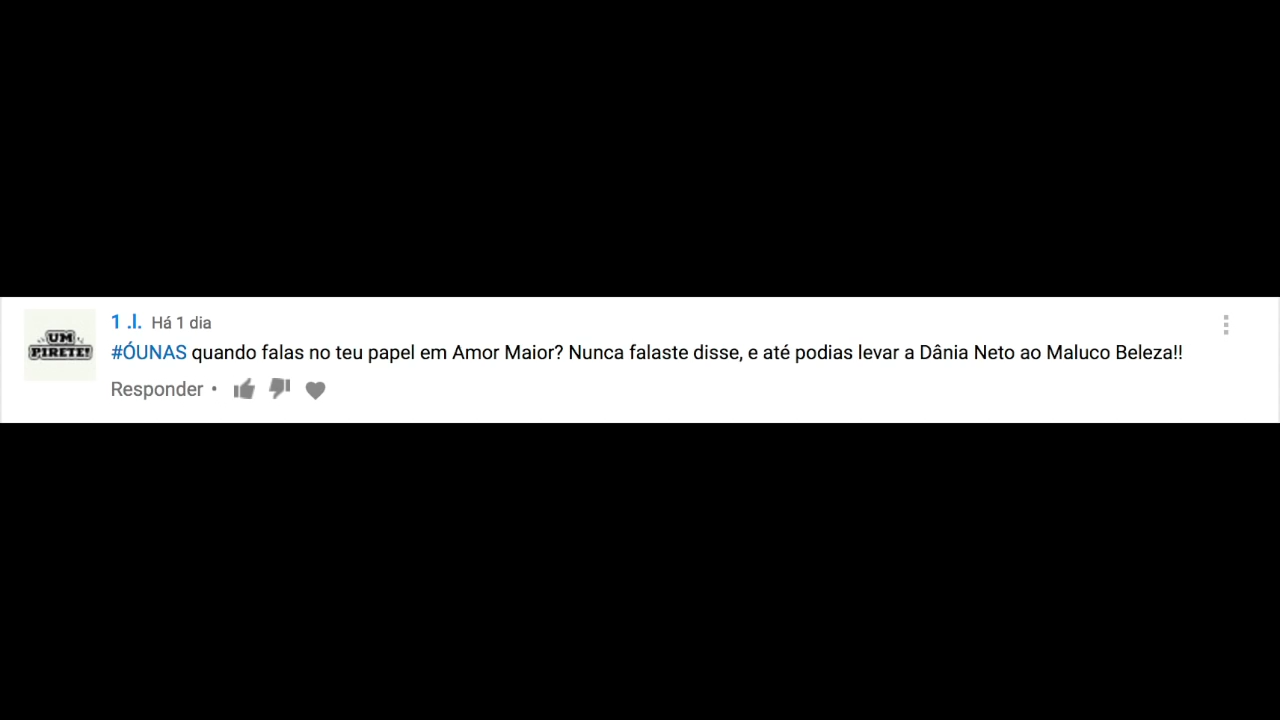 UM
PIRETE!
1 .I. Há 1 dia
#ÓUNAS quando falas no teu papel em Amor Maior? Nunca falaste disse, e até podias levar a Dânia Neto ao Maluco Beleza!!
Responder •